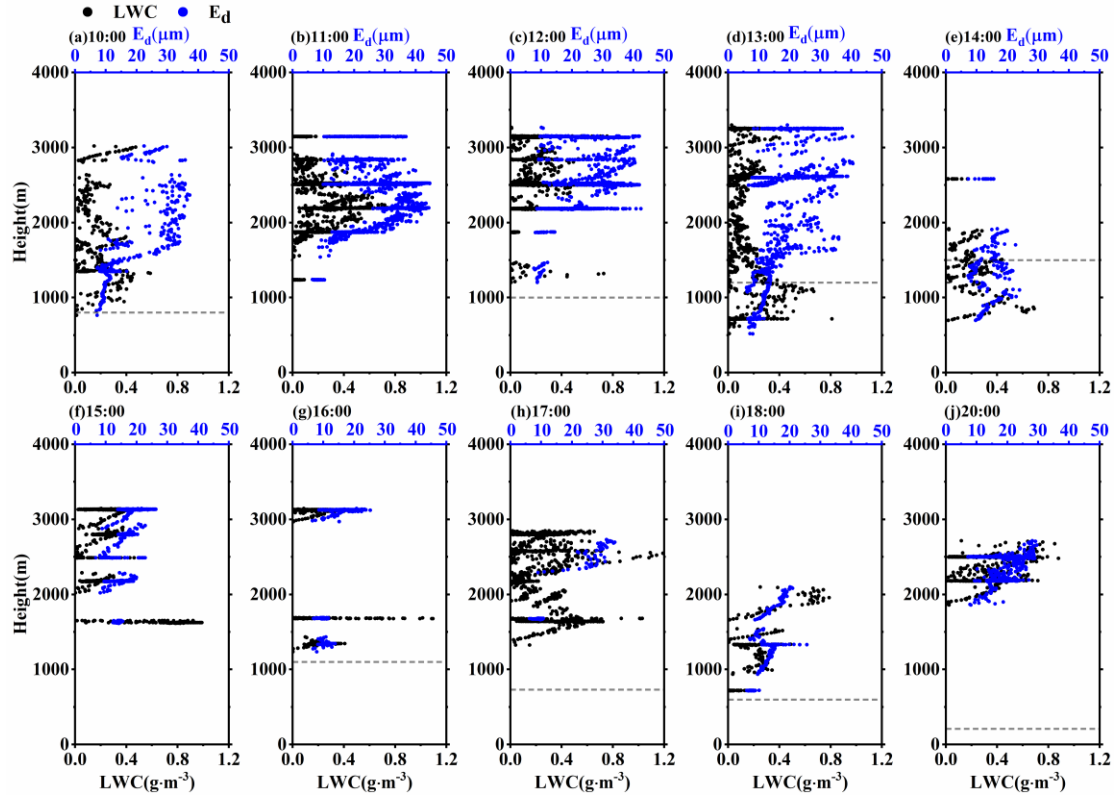 LWC E_d
(a)10:00 E_d(μm) (b)11:00 E_d(μm) (c)12:00 E_d(μm) (d)13:00 E_d(μm) (e)14:00 E_d(μm)
0 10 20 30 40 50 0 10 20 30 40 50 0 10 20 30 40 50 0 10 20 30 40 50 0 10 20 30 40 50
4000 4000 4000 4000 4000
3000 3000 3000 3000 3000
Height(m)
2000 2000 2000 2000 2000
1000 1000 1000 1000 1000
0 0 0 0 0
0.0 0.4 0.8 1.2 0.0 0.4 0.8 1.2 0.0 0.4 0.8 1.2 0.0 0.4 0.8 1.2 0.0 0.4 0.8 1.2
(f)15:00 (g)16:00 (h)17:00 (i)18:00 (j)20:00
0 10 20 30 40 50 0 10 20 30 40 50 0 10 20 30 40 50 0 10 20 30 40 50 0 10 20 30 40 50
4000 4000 4000 4000 4000
3000 3000 3000 3000 3000
Height(m)
2000 2000 2000 2000 2000
1000 1000 1000 1000 1000
0 0 0 0 0
0.0 0.4 0.8 1.2 0.0 0.4 0.8 1.2 0.0 0.4 0.8 1.2 0.0 0.4 0.8 1.2 0.0 0.4 0.8 1.2
LWC(g·m⁻³) LWC(g·m⁻³) LWC(g·m⁻³) LWC(g·m⁻³) LWC(g·m⁻³)